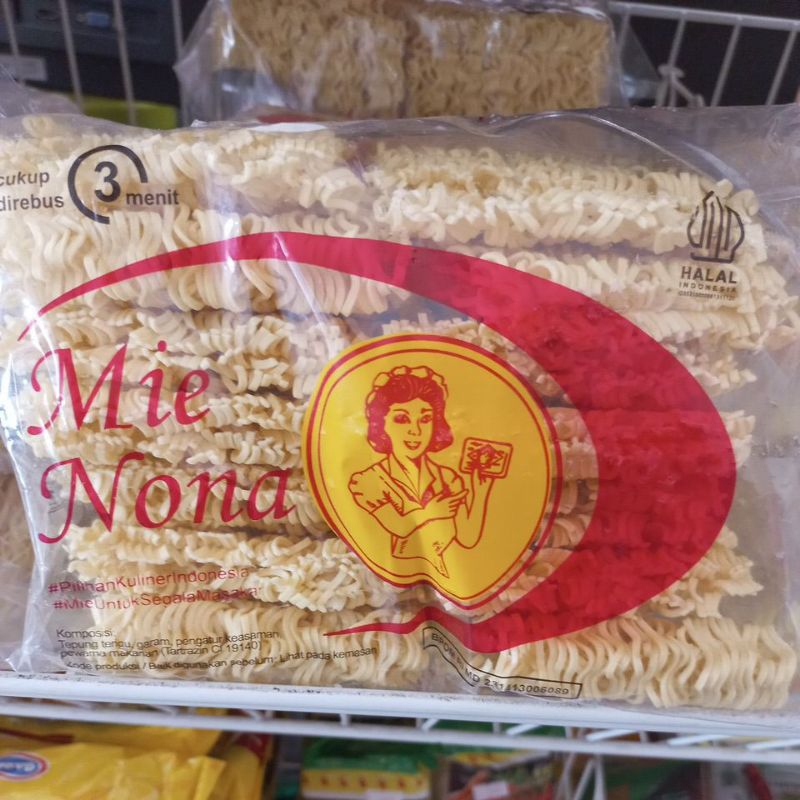 cukup
direbus 3 menit
HALAL
INDONESIA
Mie
Nona
#PilihanKulinerIndonesia
#MieUntukSegalaMasakan
Komposisi:
Tepung terigu, garam, pengatur keasaman,
pewarna makanan (Tartrazin CI 19140)
Kode produksi / Baik digunakan sebelum: Lihat pada kemasan
BPOM RI MD 231413006089